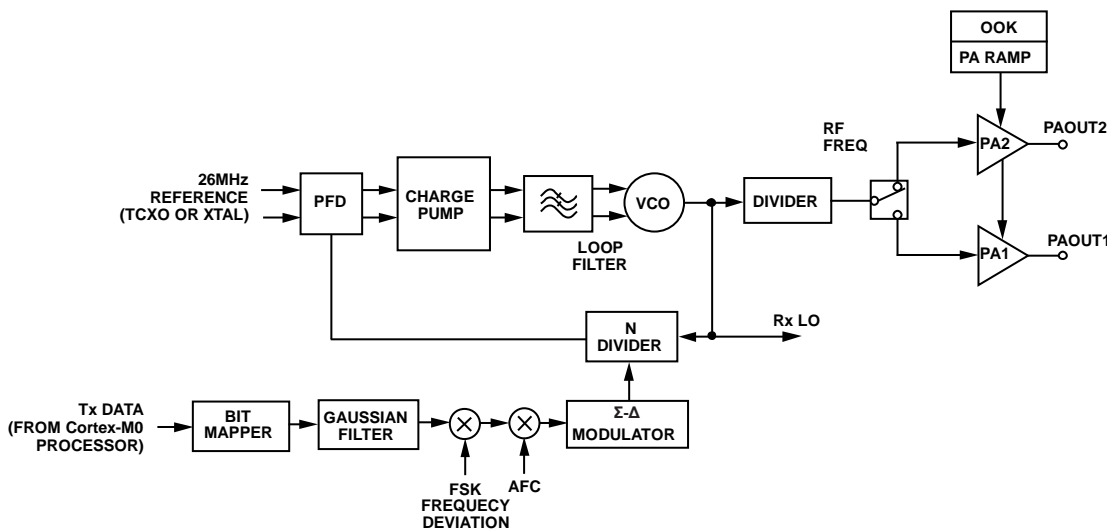 OOK
PA RAMP
RF
FREQ
PA2
PAOUT2
26MHz
REFERENCE
(TCXO OR XTAL)
PFD
CHARGE
PUMP
LOOP
FILTER
VCO
DIVIDER
PA1
PAOUT1
N
DIVIDER
Rx LO
Tx DATA
(FROM Cortex-M0
PROCESSOR)
BIT
MAPPER
GAUSSIAN
FILTER
FSK
FREQUECY
DEVIATION
AFC
Σ-Δ
MODULATOR